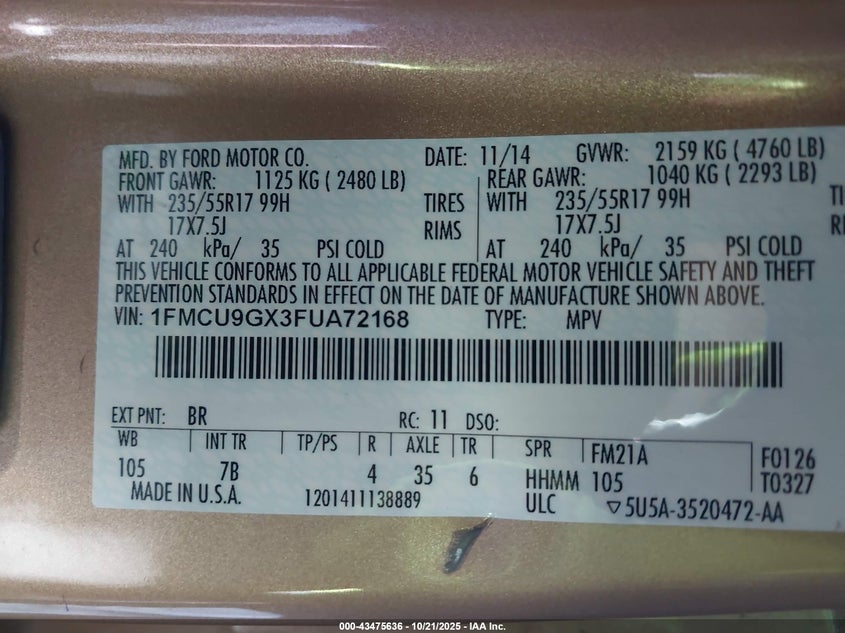 MFD. BY FORD MOTOR CO. DATE: 11/14 GVWR: 2159 KG ( 4760 LB)
FRONT GAWR: 1125 KG ( 2480 LB) REAR GAWR: 1040 KG ( 2293 LB)
WITH 235/55R17 99H TIRES WITH 235/55R17 99H
17X7.5J RIMS 17X7.5J
AT 240 kPa/ 35 PSI COLD AT 240 kPa/ 35 PSI COLD
THIS VEHICLE CONFORMS TO ALL APPLICABLE FEDERAL MOTOR VEHICLE SAFETY AND THEFT
PREVENTION STANDARDS IN EFFECT ON THE DATE OF MANUFACTURE SHOWN ABOVE.
VIN: 1FMCU9GX3FUA72168 TYPE: MPV
EXT PNT: BR RC: 11 DSO:
WB INT TR TP/PS R AXLE TR SPR FM21A F0126
105 7B 4 35 6 HHMM 105 T0327
MADE IN U.S.A. 1201411138889 ULC ▽5U5A-3520472-AA
000-43475636 - 10/21/2025 - IAA Inc.